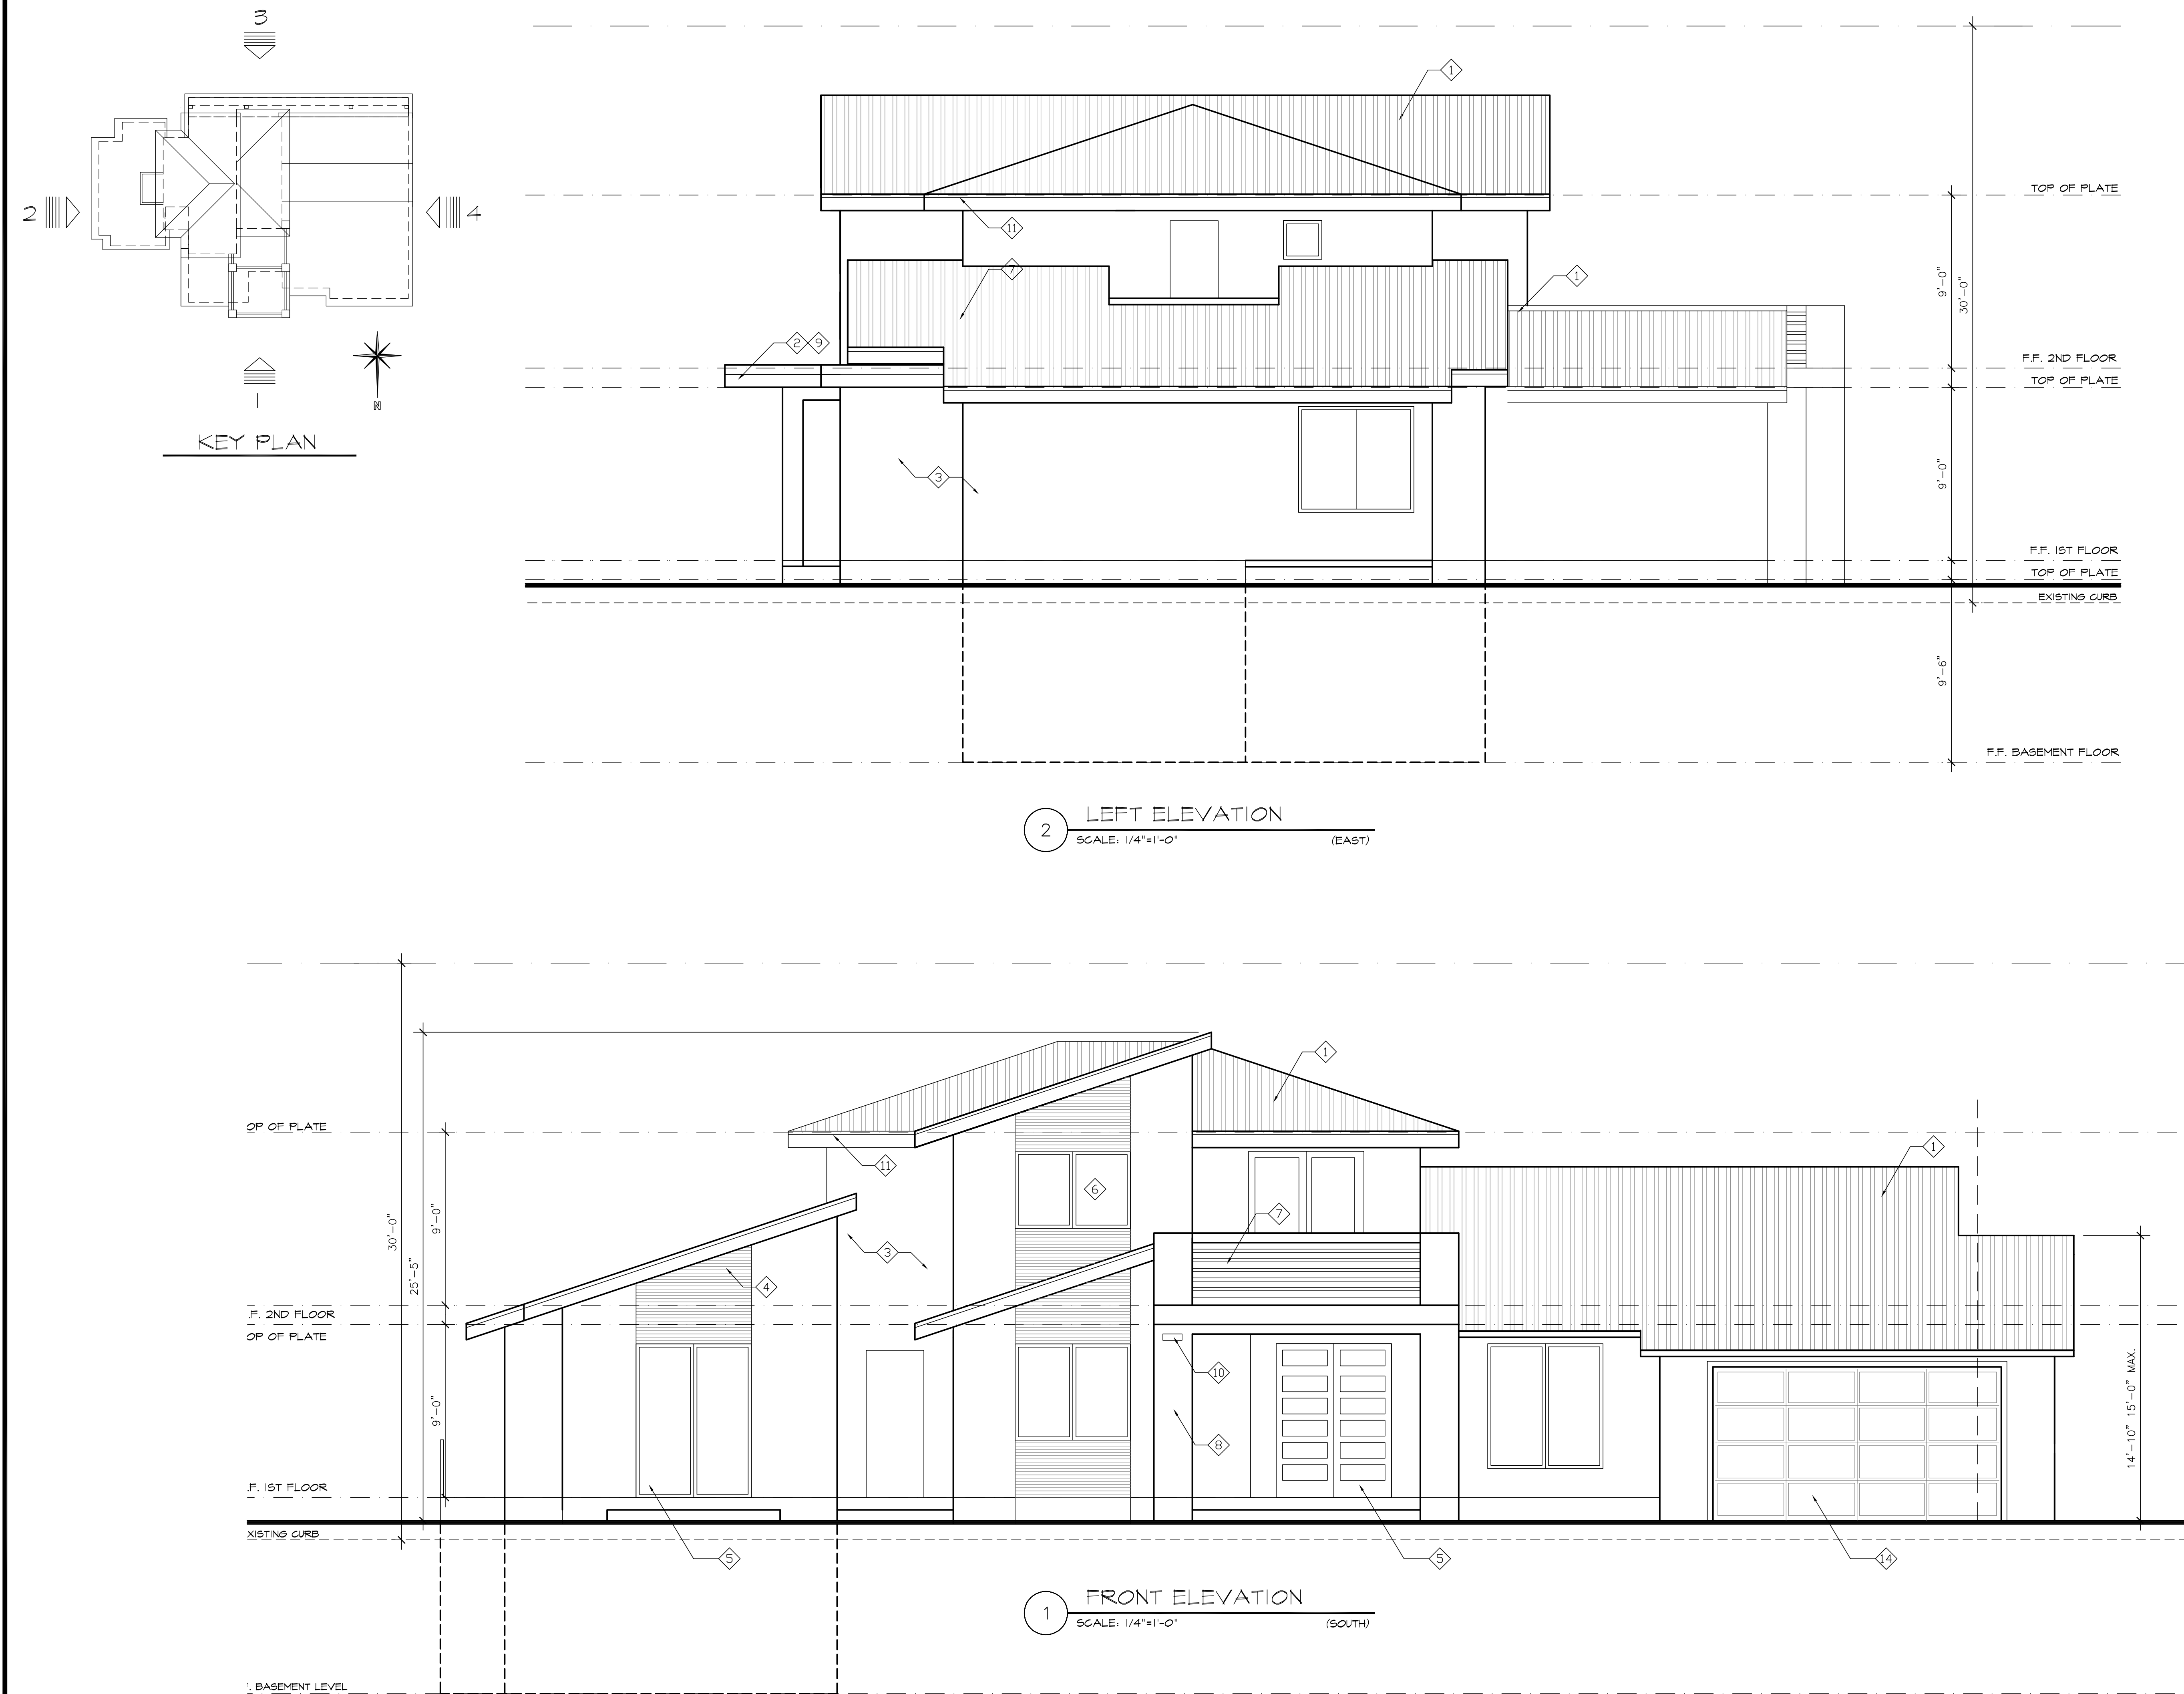 3
2
4
1
N
KEY PLAN
1
TOP OF PLATE
11
7
1
9'-0"
30'-0"
2 9
F.F. 2ND FLOOR
TOP OF PLATE
3
9'-0"
F.F. 1ST FLOOR
TOP OF PLATE
EXISTING CURB
9'-6"
F.F. BASEMENT FLOOR
2
LEFT ELEVATION
SCALE: 1/4"=1'-0" (EAST)
1
OP OF PLATE
1
11
6
30'-0"
9'-0"
7
3
25'-5"
4
.F. 2ND FLOOR
OP OF PLATE
10
9'-0"
14'-10" 15'-0" MAX.
8
.F. 1ST FLOOR
XISTING CURB
5
5
14
1
FRONT ELEVATION
SCALE: 1/4"=1'-0" (SOUTH)
. BASEMENT LEVEL